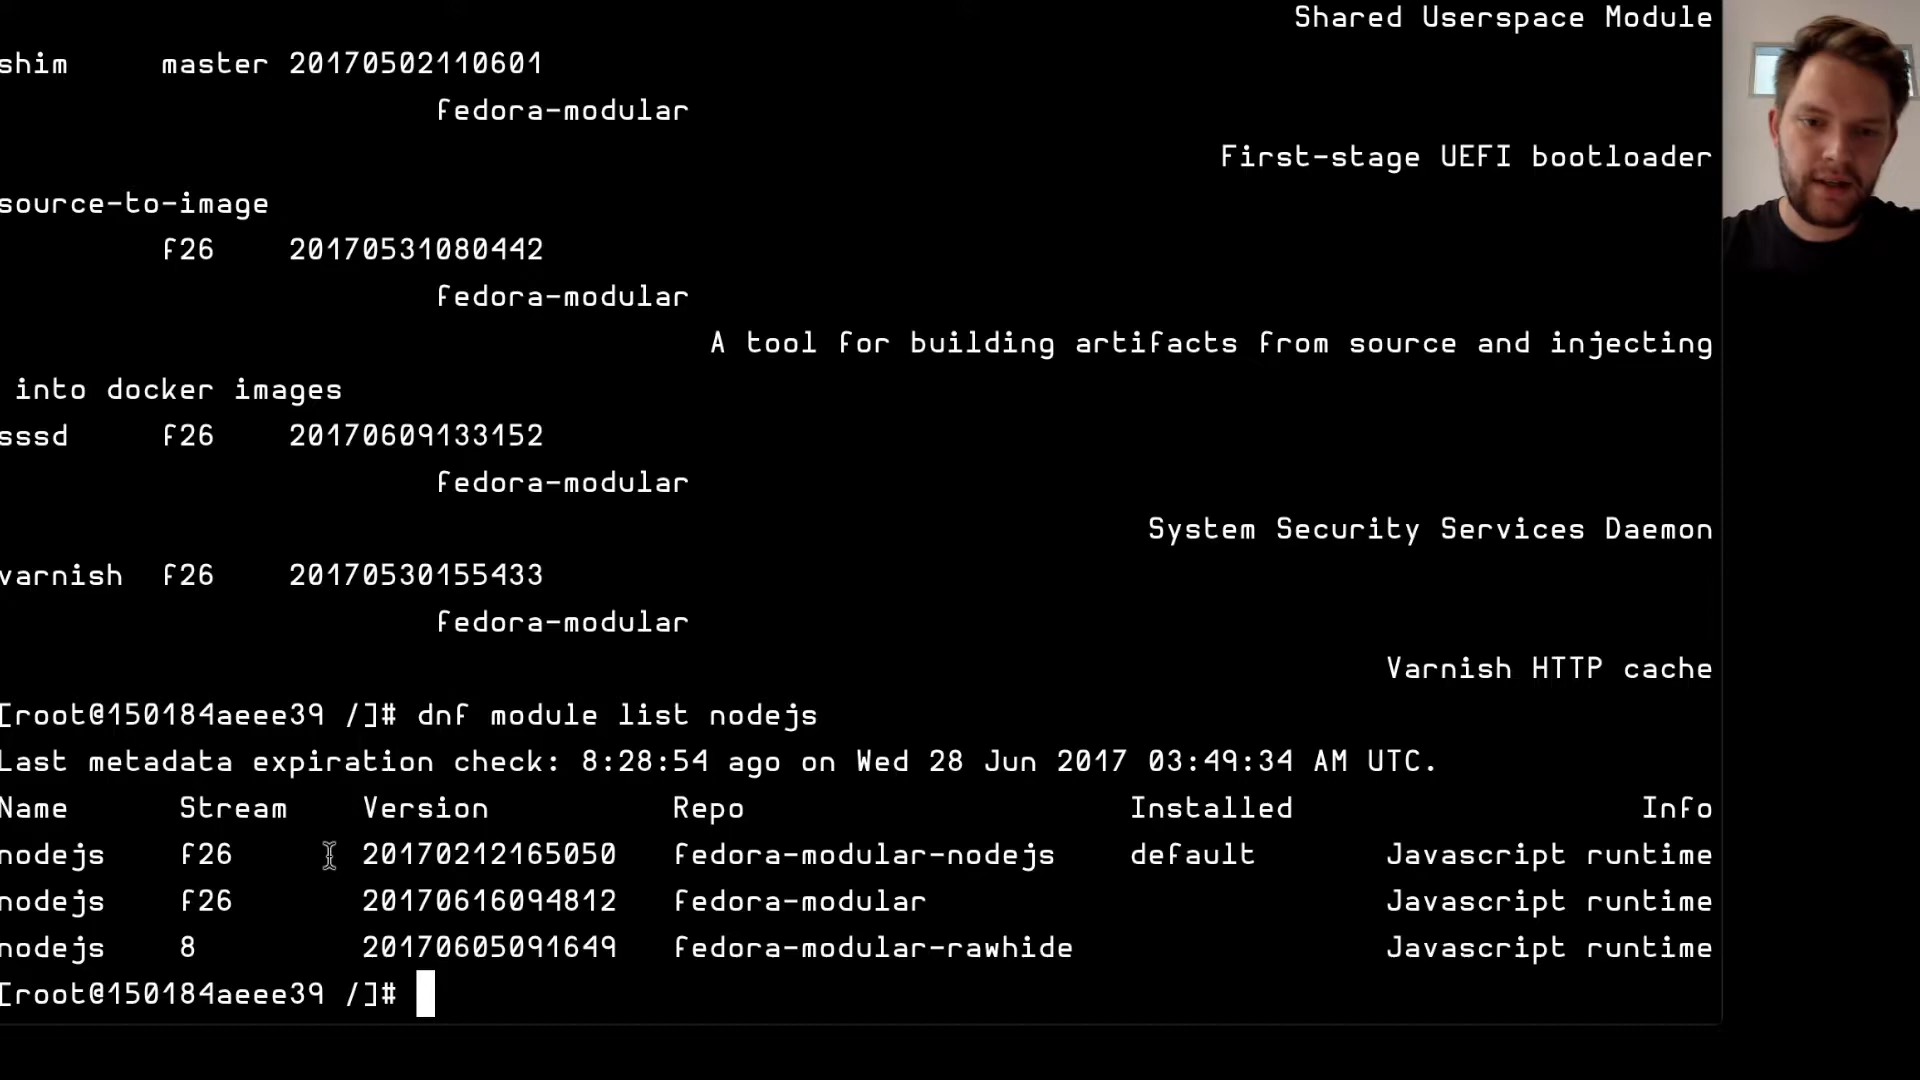 Shared Userspace Module
shim master 20170502110601
fedora-modular
First-stage UEFI bootloader
source-to-image
f26 20170531080442
fedora-modular
A tool for building artifacts from source and injecting
into docker images
sssd f26 20170609133152
fedora-modular
System Security Services Daemon
varnish f26 20170530155433
fedora-modular
Varnish HTTP cache
[root@150184aeee39 /]# dnf module list nodejs
Last metadata expiration check: 8:28:54 ago on Wed 28 Jun 2017 03:49:34 AM UTC.
Name Stream Version Repo Installed Info
nodejs f26 20170212165050 fedora-modular-nodejs default Javascript runtime
nodejs f26 20170616094812 fedora-modular Javascript runtime
nodejs 8 20170605091649 fedora-modular-rawhide Javascript runtime
[root@150184aeee39 /]#